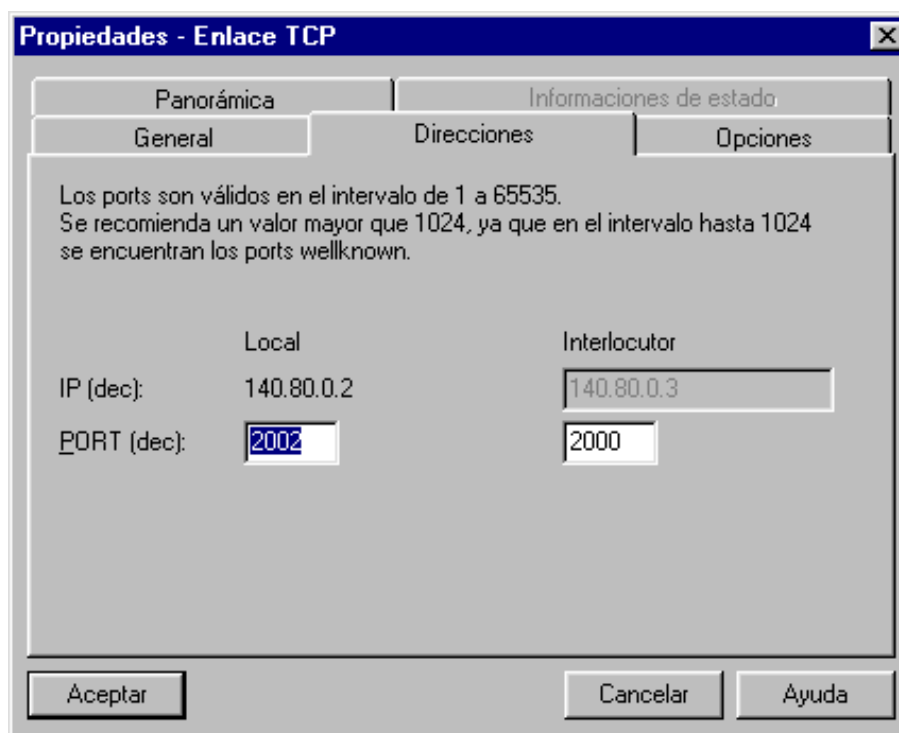 Propiedades - Enlace TCP
Panorámica Informaciones de estado
General Direcciones Opciones
Los ports son válidos en el intervalo de 1 a 65535.
Se recomienda un valor mayor que 1024, ya que en el intervalo hasta 1024
se encuentran los ports wellknown.
Local Interlocutor
IP (dec): 140.80.0.2 140.80.0.3
PORT (dec): 2002 2000
Aceptar Cancelar Ayuda